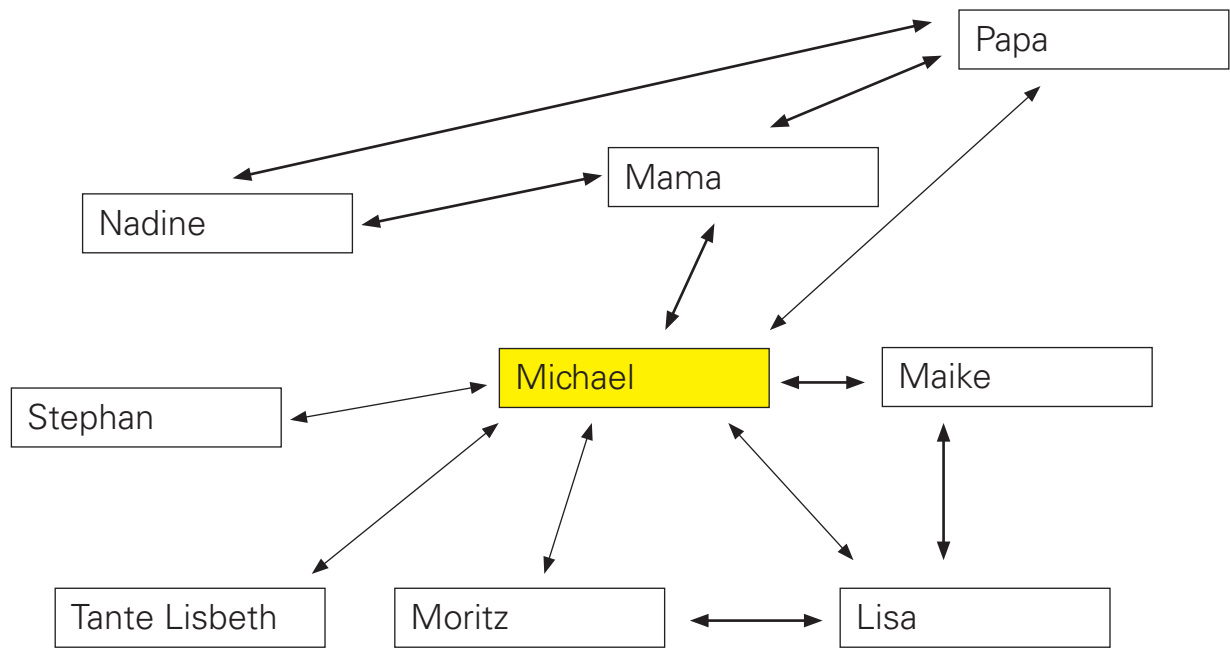 Papa
Mama
Nadine
Michael
Maike
Stephan
Tante Lisbeth
Moritz
Lisa